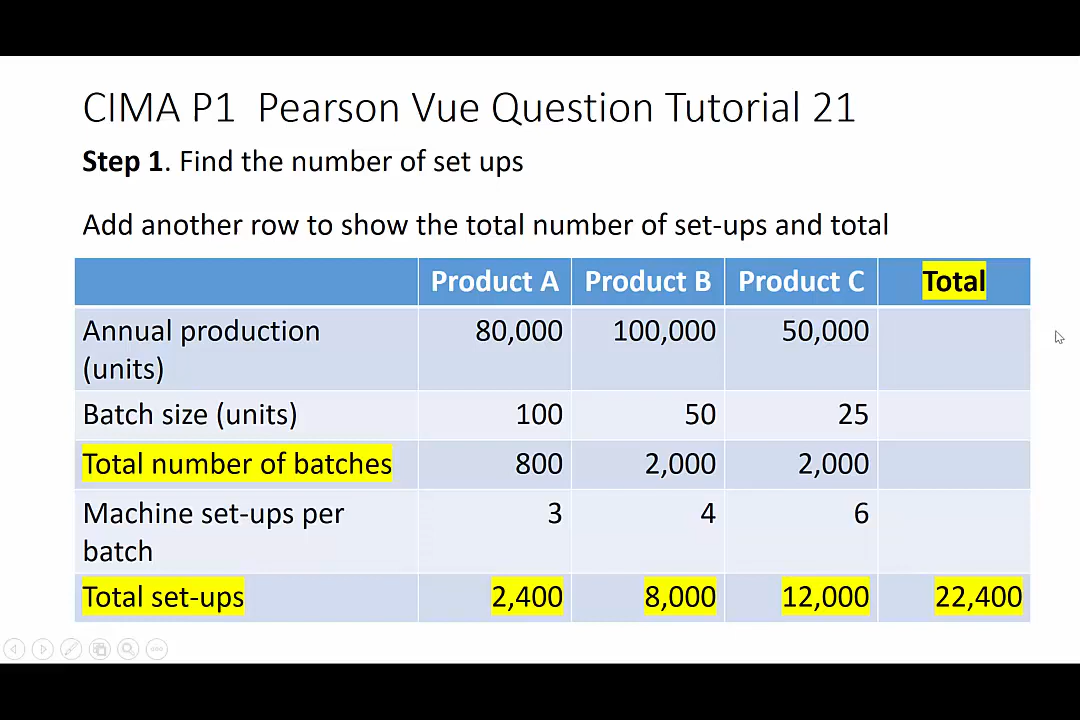 CIMA P1  Pearson Vue Question Tutorial 21
Step 1. Find the number of set ups
Add another row to show the total number of set-ups and total
Product A Product B Product C Total
Annual production (units) 80,000 100,000 50,000
Batch size (units) 100 50 25
Total number of batches 800 2,000 2,000
Machine set-ups per batch 3 4 6
Total set-ups 2,400 8,000 12,000 22,400